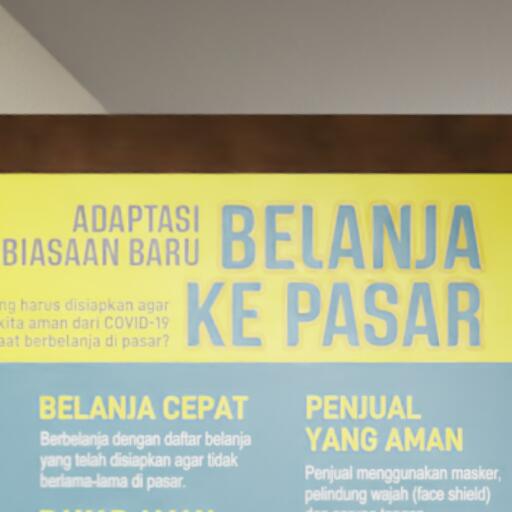 ADAPTASI
BIASAAN BARU
BELANJA
KE PASAR
ng harus disiapkan agar
kita aman dari COVID-19
aat berbelanja di pasar?
BELANJA CEPAT
Berbelanja dengan daftar belanja
yang telah disiapkan agar tidak
berlama-lama di pasar.
PENJUAL
YANG AMAN
Penjual menggunakan masker,
pelindung wajah (face shield)